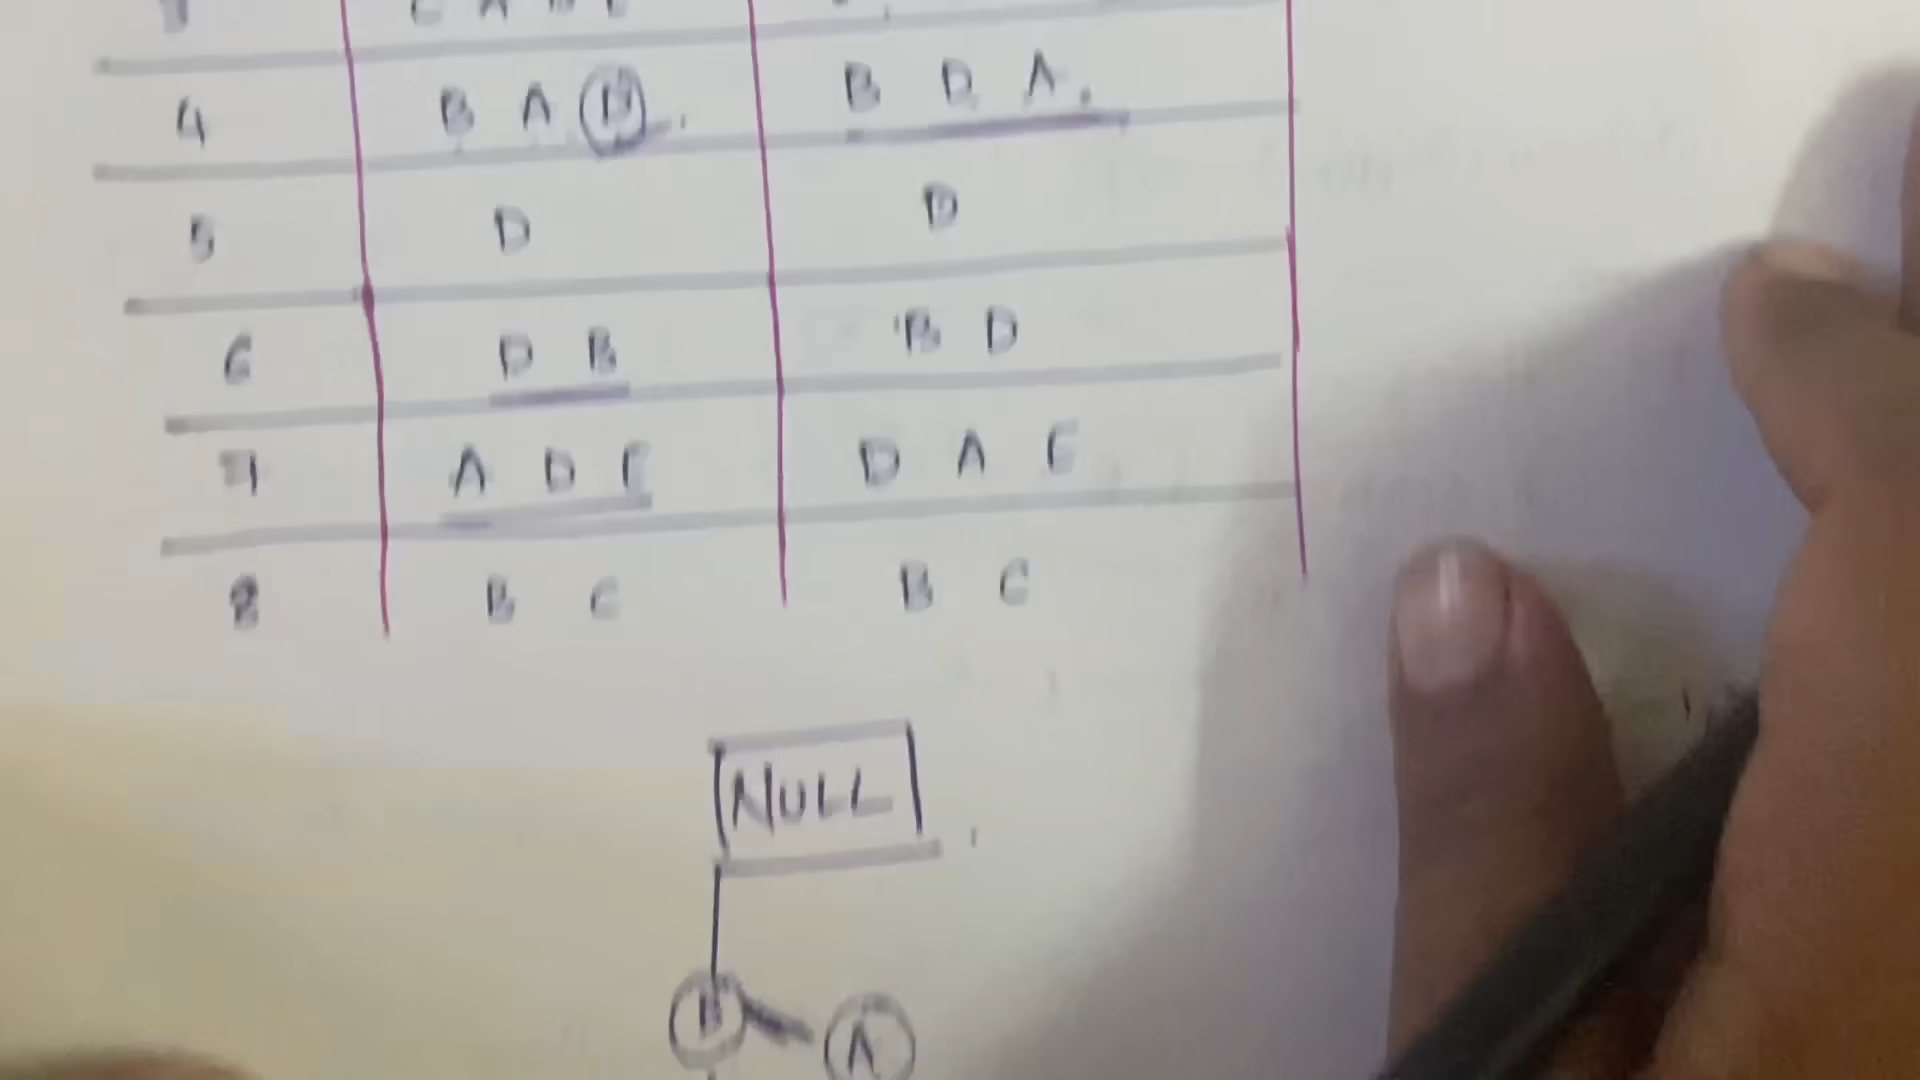 4 B A D. B D A.
5 D D
6 D B B D
7 A D E D A E
8 B E B E
NULL
B A